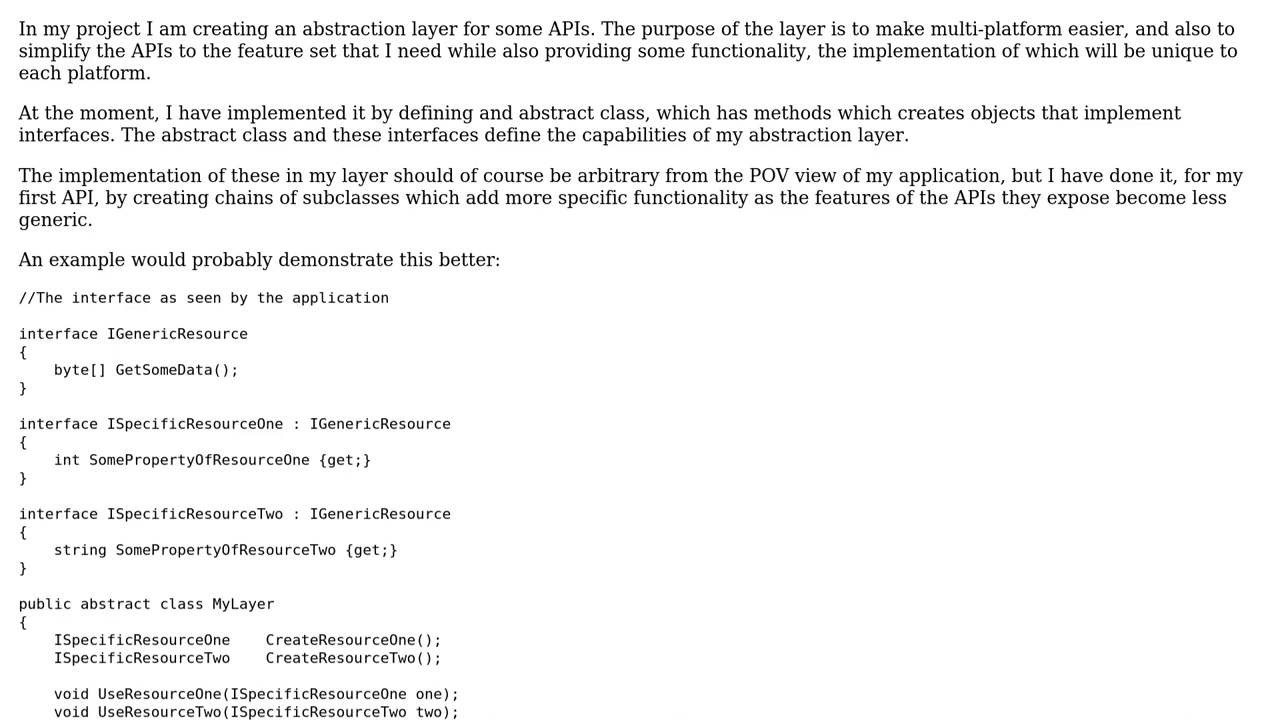 In my project I am creating an abstraction layer for some APIs. The purpose of the layer is to make multi-platform easier, and also to
simplify the APIs to the feature set that I need while also providing some functionality, the implementation of which will be unique to
each platform.
At the moment, I have implemented it by defining and abstract class, which has methods which creates objects that implement
interfaces. The abstract class and these interfaces define the capabilities of my abstraction layer.
The implementation of these in my layer should of course be arbitrary from the POV view of my application, but I have done it, for my
first API, by creating chains of subclasses which add more specific functionality as the features of the APIs they expose become less
generic.
An example would probably demonstrate this better:
//The interface as seen by the application
interface IGenericResource
{
    byte[] GetSomeData();
}
interface ISpecificResourceOne : IGenericResource
{
    int SomePropertyOfResourceOne {get;}
}
interface ISpecificResourceTwo : IGenericResource
{
    string SomePropertyOfResourceTwo {get;}
}
public abstract class MyLayer
{
    ISpecificResourceOne    CreateResourceOne();
    ISpecificResourceTwo    CreateResourceTwo();
    void UseResourceOne(ISpecificResourceOne one);
    void UseResourceTwo(ISpecificResourceTwo two);